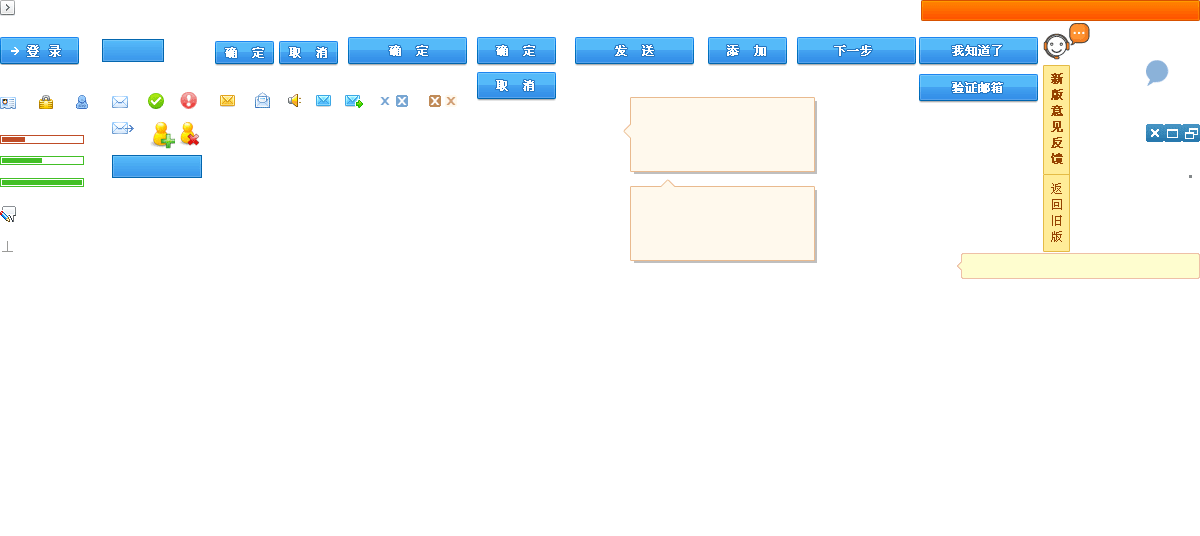 登 录
确 定
取 消
确 定
确 定
发 送
添 加
下一步
我知道了
取 消
验证邮箱
新版意见反馈
返回旧版